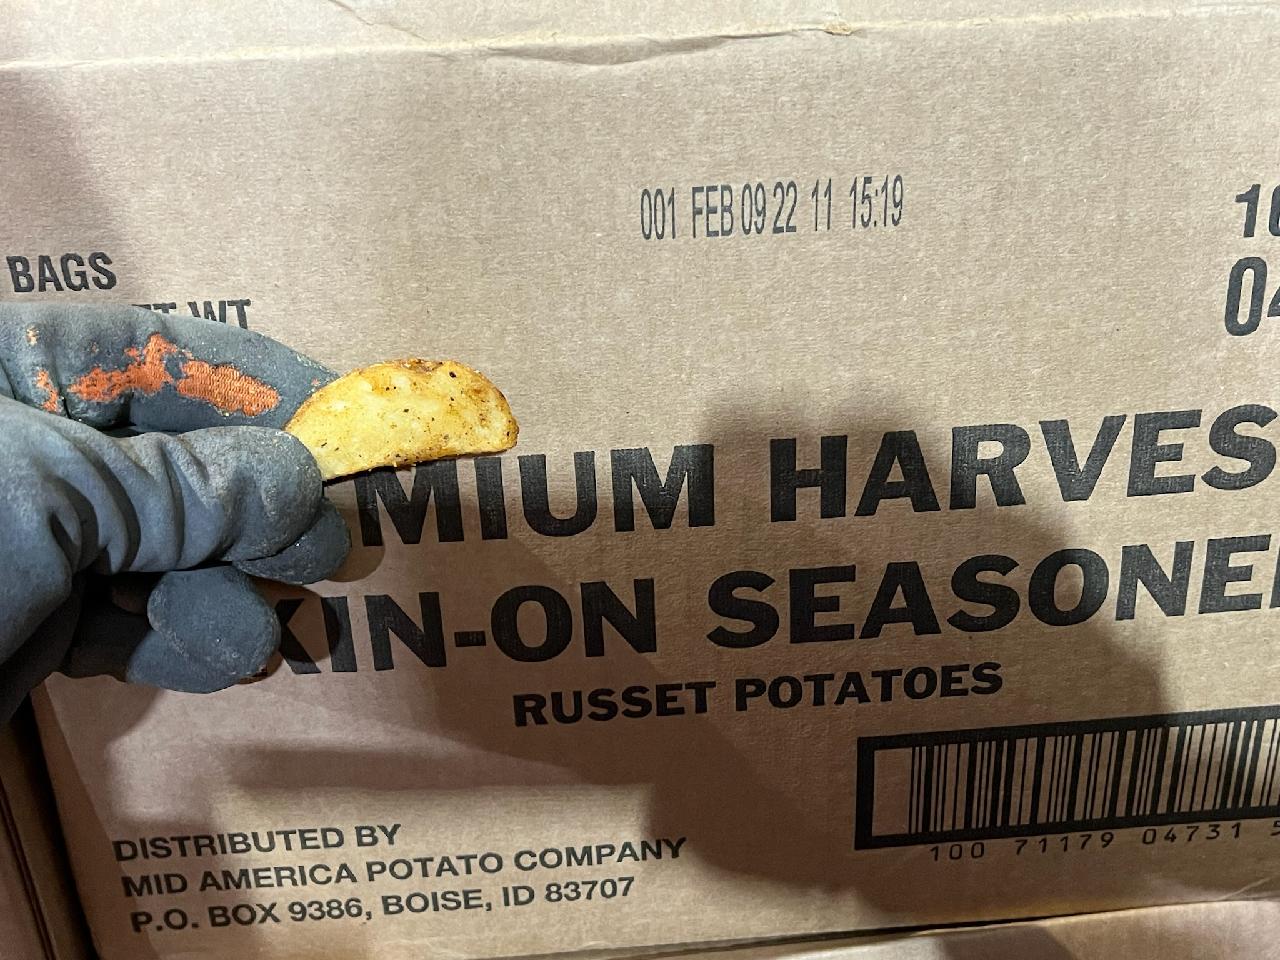 001 FEB 09 22 11 15:19
BAGS
WT
MIUM HARVES
KIN-ON SEASONE
RUSSET POTATOES
100 71179 04731
DISTRIBUTED BY
MID AMERICA POTATO COMPANY
P.O. BOX 9386, BOISE, ID 83707